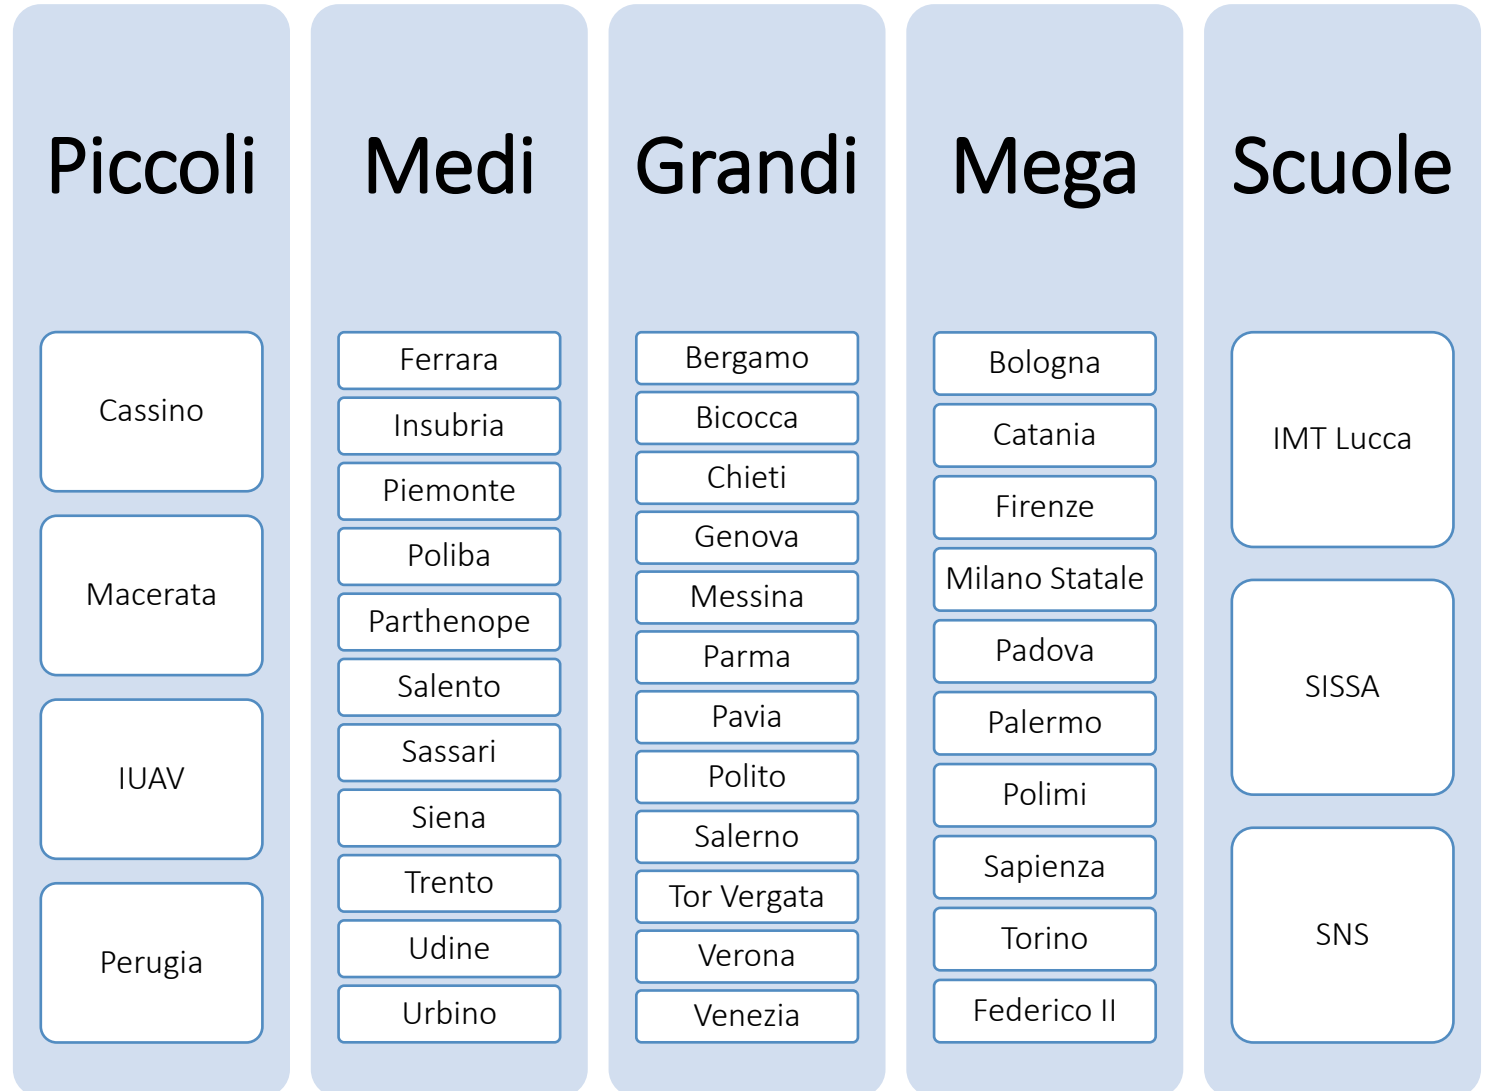 Piccoli
Cassino
Macerata
IUAV
Perugia
Medi
Ferrara
Insubria
Piemonte
Poliba
Parthenope
Salento
Sassari
Siena
Trento
Udine
Urbino
Grandi
Bergamo
Bicocca
Chieti
Genova
Messina
Parma
Pavia
Polito
Salerno
Tor Vergata
Verona
Venezia
Mega
Bologna
Catania
Firenze
Milano Statale
Padova
Palermo
Polimi
Sapienza
Torino
Federico II
Scuole
IMT Lucca
SISSA
SNS